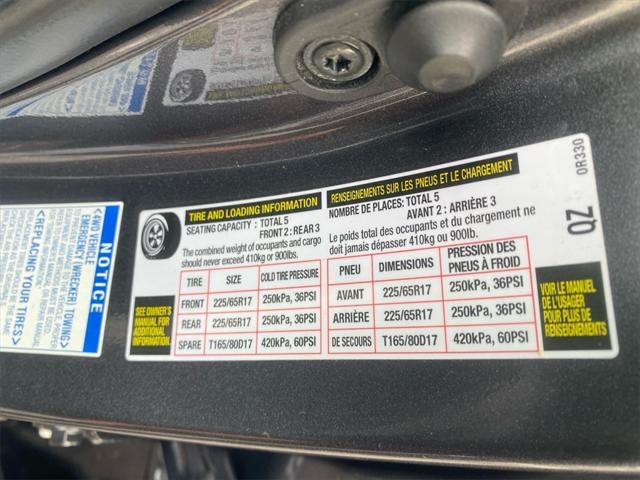 NOTICE
<4WD VEHICLE
EMERGENCY (WRECKER) TOWING>
<REPLACING YOUR TIRES>
TIRE AND LOADING INFORMATION
SEATING CAPACITY : TOTAL 5
FRONT 2 : REAR 3
The combined weight of occupants and cargo
should never exceed 410kg or 900lbs.
SEE OWNER'S
MANUAL FOR
ADDITIONAL
INFORMATION
TIRE SIZE COLD TIRE PRESSURE
FRONT 225/65R17 250kPa, 36PSI
REAR 225/65R17 250kPa, 36PSI
SPARE T165/80D17 420kPa, 60PSI
RENSEIGNEMENTS SUR LES PNEUS ET LE CHARGEMENT
NOMBRE DE PLACES: TOTAL 5
AVANT 2 : ARRIÈRE 3
Le poids total des occupants et du chargement ne
doit jamais dépasser 410kg ou 900lb.
PNEU DIMENSIONS PRESSION DES
PNEUS À FROID
AVANT 225/65R17 250kPa, 36PSI
ARRIÈRE 225/65R17 250kPa, 36PSI
DE SECOURS T165/80D17 420kPa, 60PSI
VOIR LE MANUEL
DE L'USAGER
POUR PLUS DE
RENSEIGNEMENTS
QZ
0R330